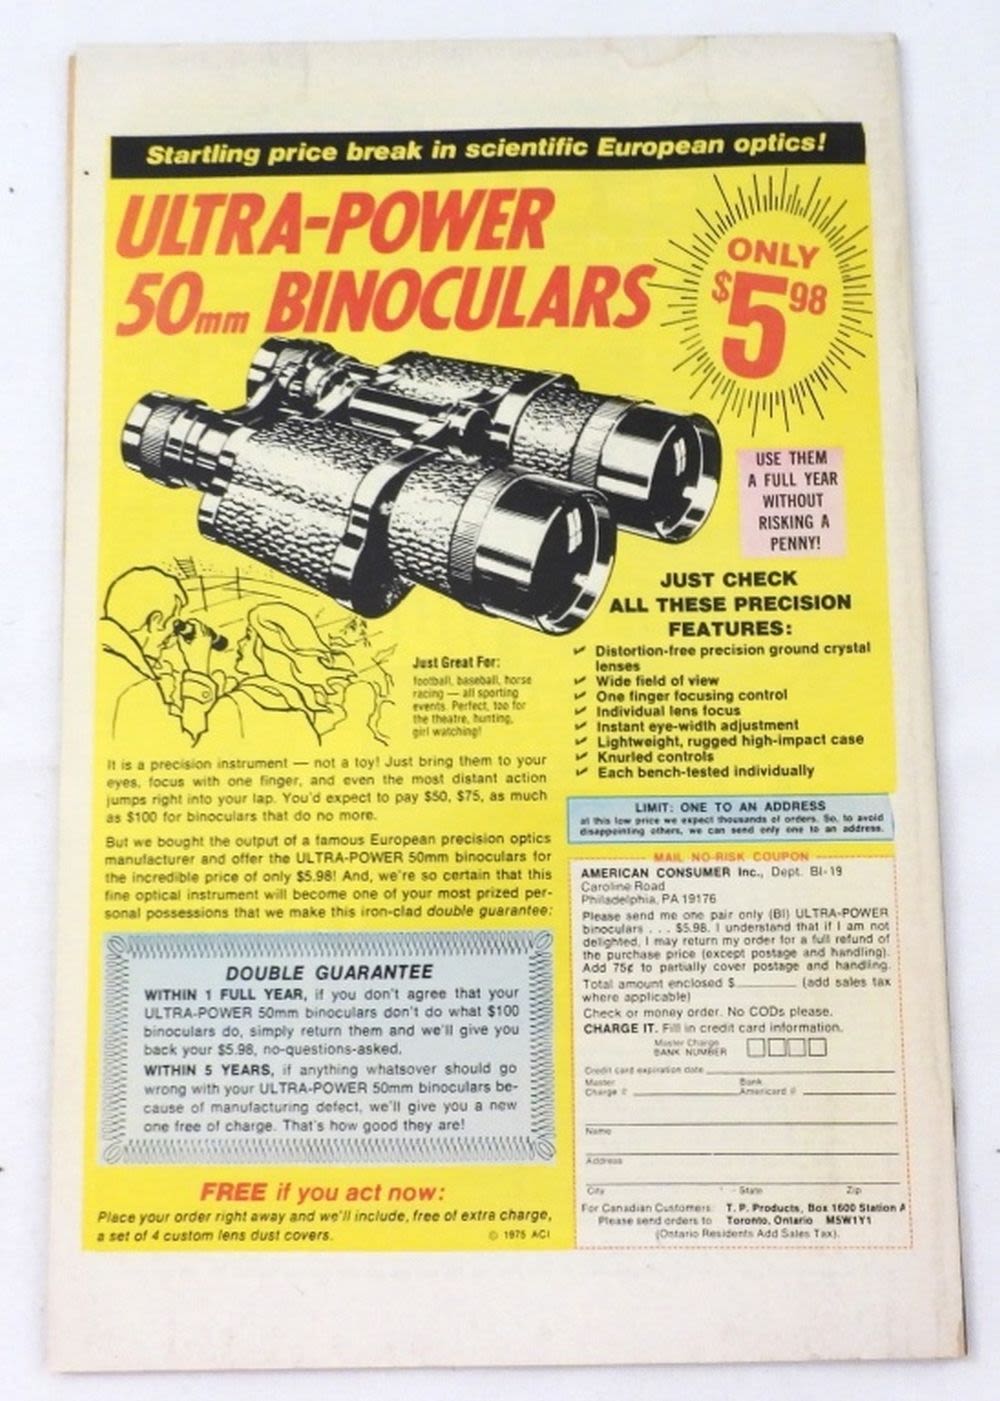 Startling price break in scientific European optics!
ULTRA-POWER
50mm BINOCULARS
ONLY
$5 98
USE THEM
A FULL YEAR
WITHOUT
RISKING A
PENNY!
JUST CHECK
ALL THESE PRECISION
FEATURES:
Distortion-free precision ground crystal
lenses
Wide field of view
One finger focusing control
Individual lens focus
Instant eye-width adjustment
Lightweight, rugged high-impact case
Knurled controls
Each bench-tested individually
Just Great For:
football, baseball, horse
racing — all sporting
events. Perfect, too for
the theatre, hunting,
girl watching!
It is a precision instrument — not a toy! Just bring them to your
eyes, focus with one finger, and even the most distant action
jumps right into your lap. You'd expect to pay $50, $75, as much
as $100 for binoculars that do no more.
But we bought the output of a famous European precision optics
manufacturer and offer the ULTRA-POWER 50mm binoculars for
the incredible price of only $5.98! And, we're so certain that this
fine optical instrument will become one of your most prized per-
sonal possessions that we make this iron-clad double guarantee:
DOUBLE GUARANTEE
WITHIN 1 FULL YEAR, if you don't agree that your
ULTRA-POWER 50mm binoculars don't do what $100
binoculars do, simply return them and we'll give you
back your $5.98, no-questions-asked.
WITHIN 5 YEARS, if anything whatsoever should go
wrong with your ULTRA-POWER 50mm binoculars be-
cause of manufacturing defect, we'll give you a new
one free of charge. That's how good they are!
FREE if you act now:
Place your order right away and we'll include, free of extra charge,
a set of 4 custom lens dust covers.
© 1975 ACI
LIMIT: ONE TO AN ADDRESS
at this low price we expect thousands of orders. So, to avoid
disappointing others, we can send only one to an address.
MAIL NO-RISK COUPON
AMERICAN CONSUMER Inc., Dept. BI-19
Caroline Road
Philadelphia, PA 19176
Please send me one pair only (BI) ULTRA-POWER
binoculars . . . $5.98. I understand that if I am not
delighted, I may return my order for a full refund of
the purchase price (except postage and handling).
Add 75¢ to partially cover postage and handling.
Total amount enclosed $________ (add sales tax
where applicable)
Check or money order. No CODs please.
CHARGE IT. Fill in credit card information.
Master Charge
BANK NUMBER
Credit card expiration date
Master Bank
Charge # Americard #
Name
Address
City State Zip
For Canadian Customers: T. P. Products, Box 1600 Station A
Please send orders to Toronto, Ontario M5W1Y1
(Ontario Residents Add Sales Tax).